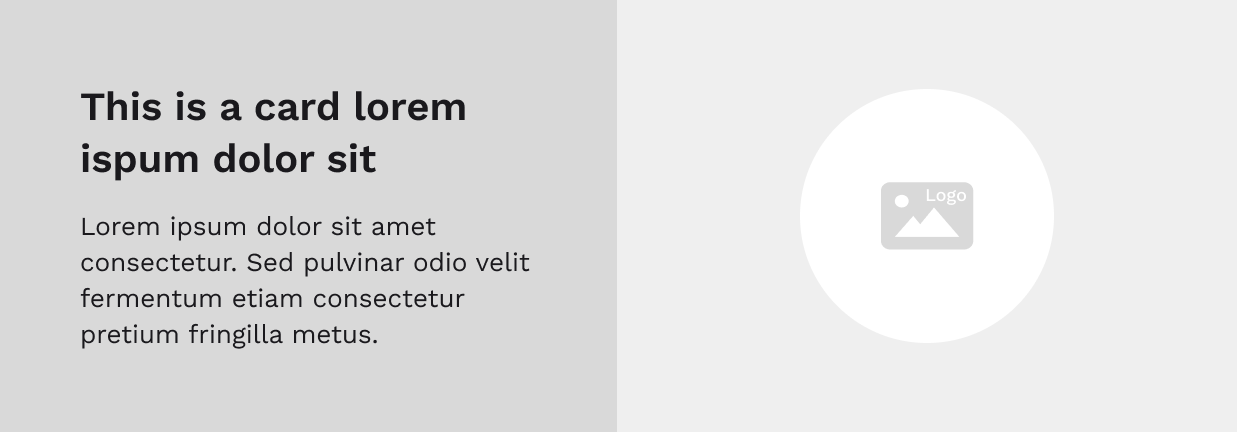 This is a card lorem
ispum dolor sit
Lorem ipsum dolor sit amet
consectetur. Sed pulvinar odio velit
fermentum etiam consectetur
pretium fringilla metus.
Logo